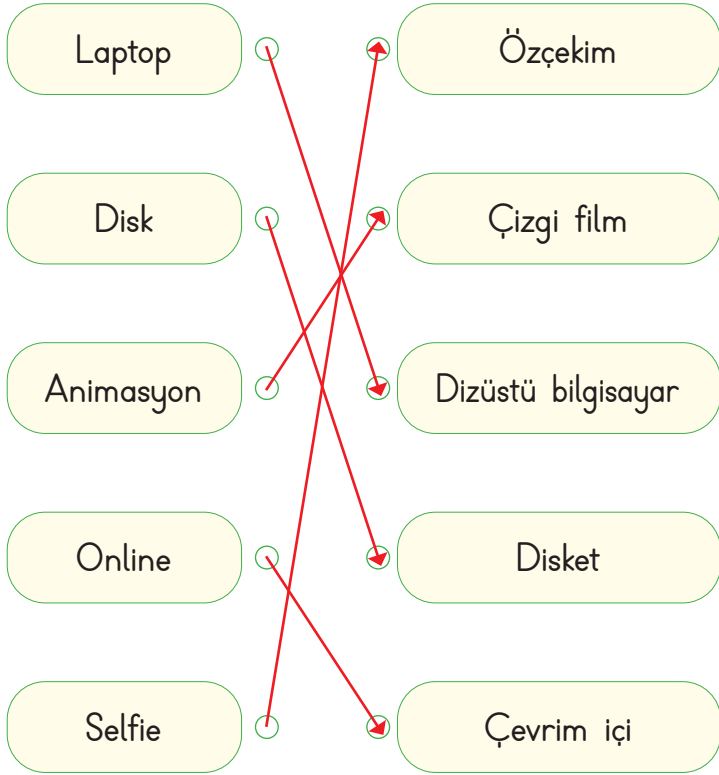 Laptop
Özçekim
Disk
Çizgi film
Animasyon
Dizüstü bilgisayar
Online
Disket
Selfie
Çevrim içi